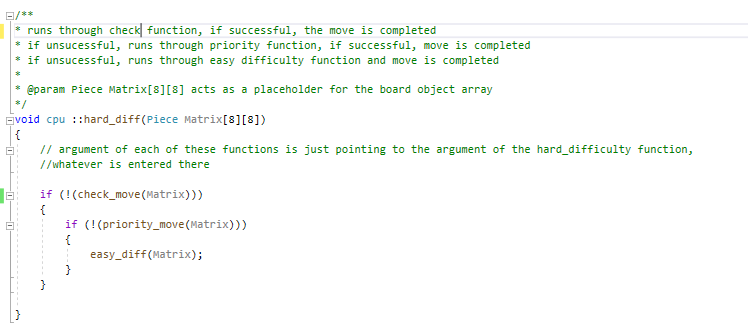 /**
* runs through check function, if successful, the move is completed
* if unsucessful, runs through priority function, if successful, move is completed
* if unsucessful, runs through easy difficulty function and move is completed
*
* @param Piece Matrix[8][8] acts as a placeholder for the board object array
*/
void cpu ::hard_diff(Piece Matrix[8][8])
{
// argument of each of these functions is just pointing to the argument of the hard_difficulty function,
//whatever is entered there
if (!(check_move(Matrix)))
{
if (!(priority_move(Matrix)))
{
easy_diff(Matrix);
}
}
}